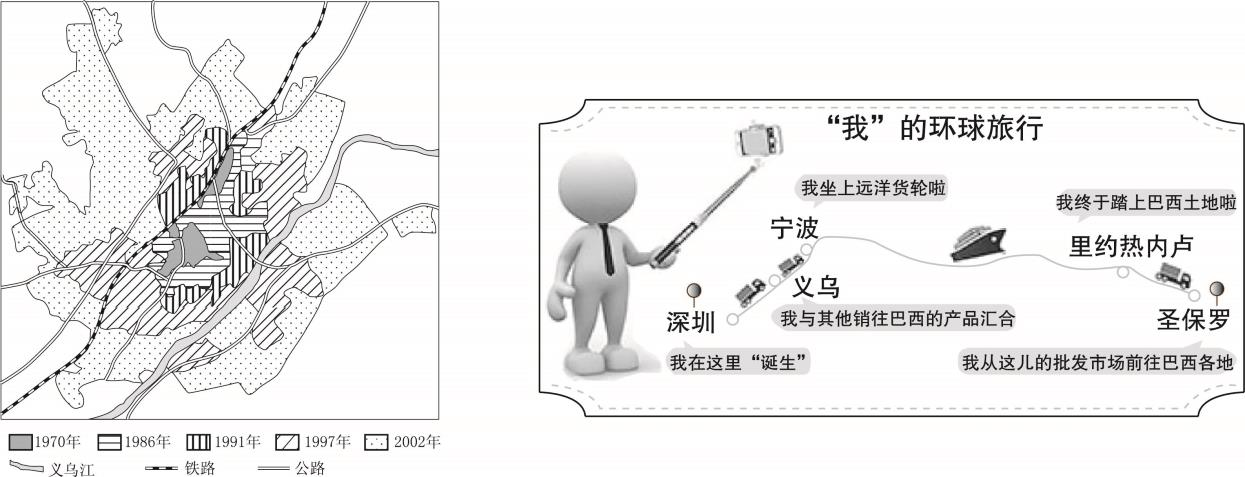 1970年 1986年 1991年 1997年 2002年
义乌江 铁路 公路
“我”的环球旅行
我坐上远洋货轮啦
我终于踏上巴西土地啦
宁波
里约热内卢
义乌
深圳
我与其他销往巴西的产品汇合
圣保罗
我在这里“诞生”
我从这儿的批发市场前往巴西各地